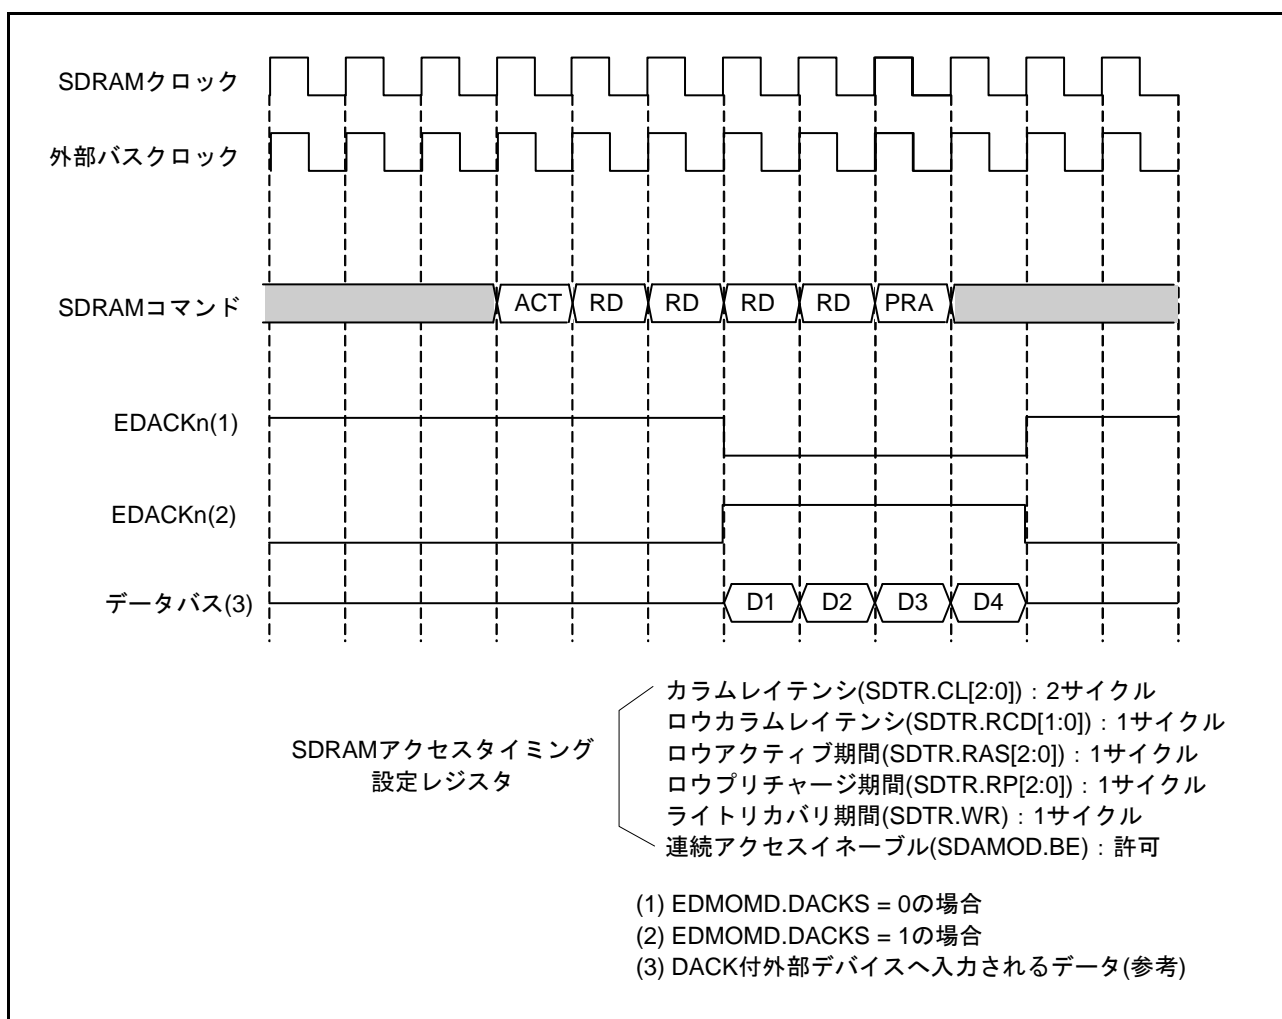 SDRAMクロック
外部バスクロック
SDRAMコマンド
ACT RD RD RD RD PRA
EDACKn(1)
EDACKn(2)
データバス(3)
D1 D2 D3 D4
SDRAMアクセスタイミング
設定レジスタ
カラムレイテンシ(SDTR.CL[2:0])：2サイクル
ロウカラムレイテンシ(SDTR.RCD[1:0])：1サイクル
ロウアクティブ期間(SDTR.RAS[2:0])：1サイクル
ロウプリチャージ期間(SDTR.RP[2:0])：1サイクル
ライトリカバリ期間(SDTR.WR)：1サイクル
連続アクセスイネーブル(SDAMOD.BE)：許可
(1) EDMOMD.DACKS = 0の場合
(2) EDMOMD.DACKS = 1の場合
(3) DACK付外部デバイスへ入力されるデータ(参考)